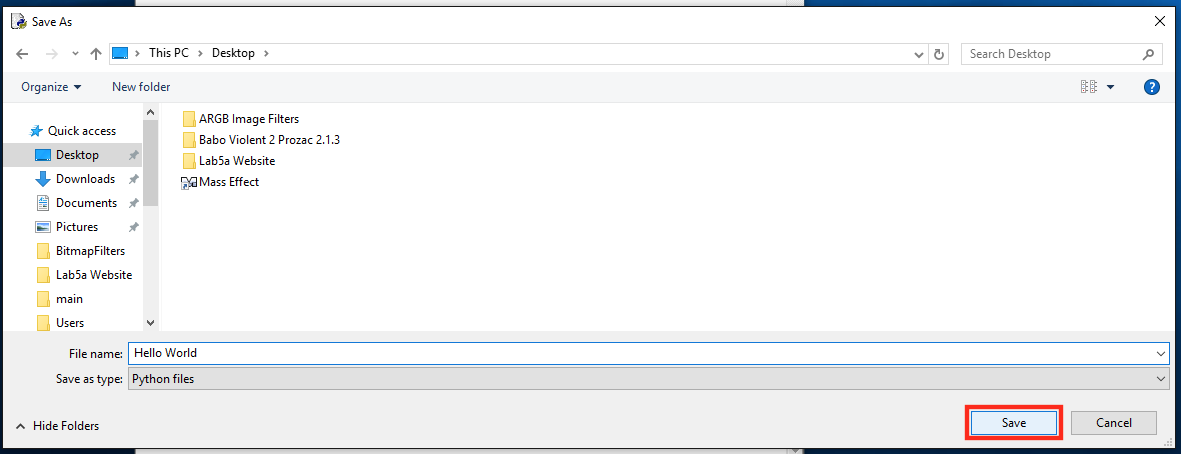 Save As
This PC
Desktop
Search Desktop
Organize
New folder
?
Quick access
Desktop
Downloads
Documents
Pictures
BitmapFilters
Lab5a Website
main
Users
ARGB Image Filters
Babo Violent 2 Prozac 2.1.3
Lab5a Website
Mass Effect
File name: Hello World
Save as type: Python files
Hide Folders
Save
Cancel